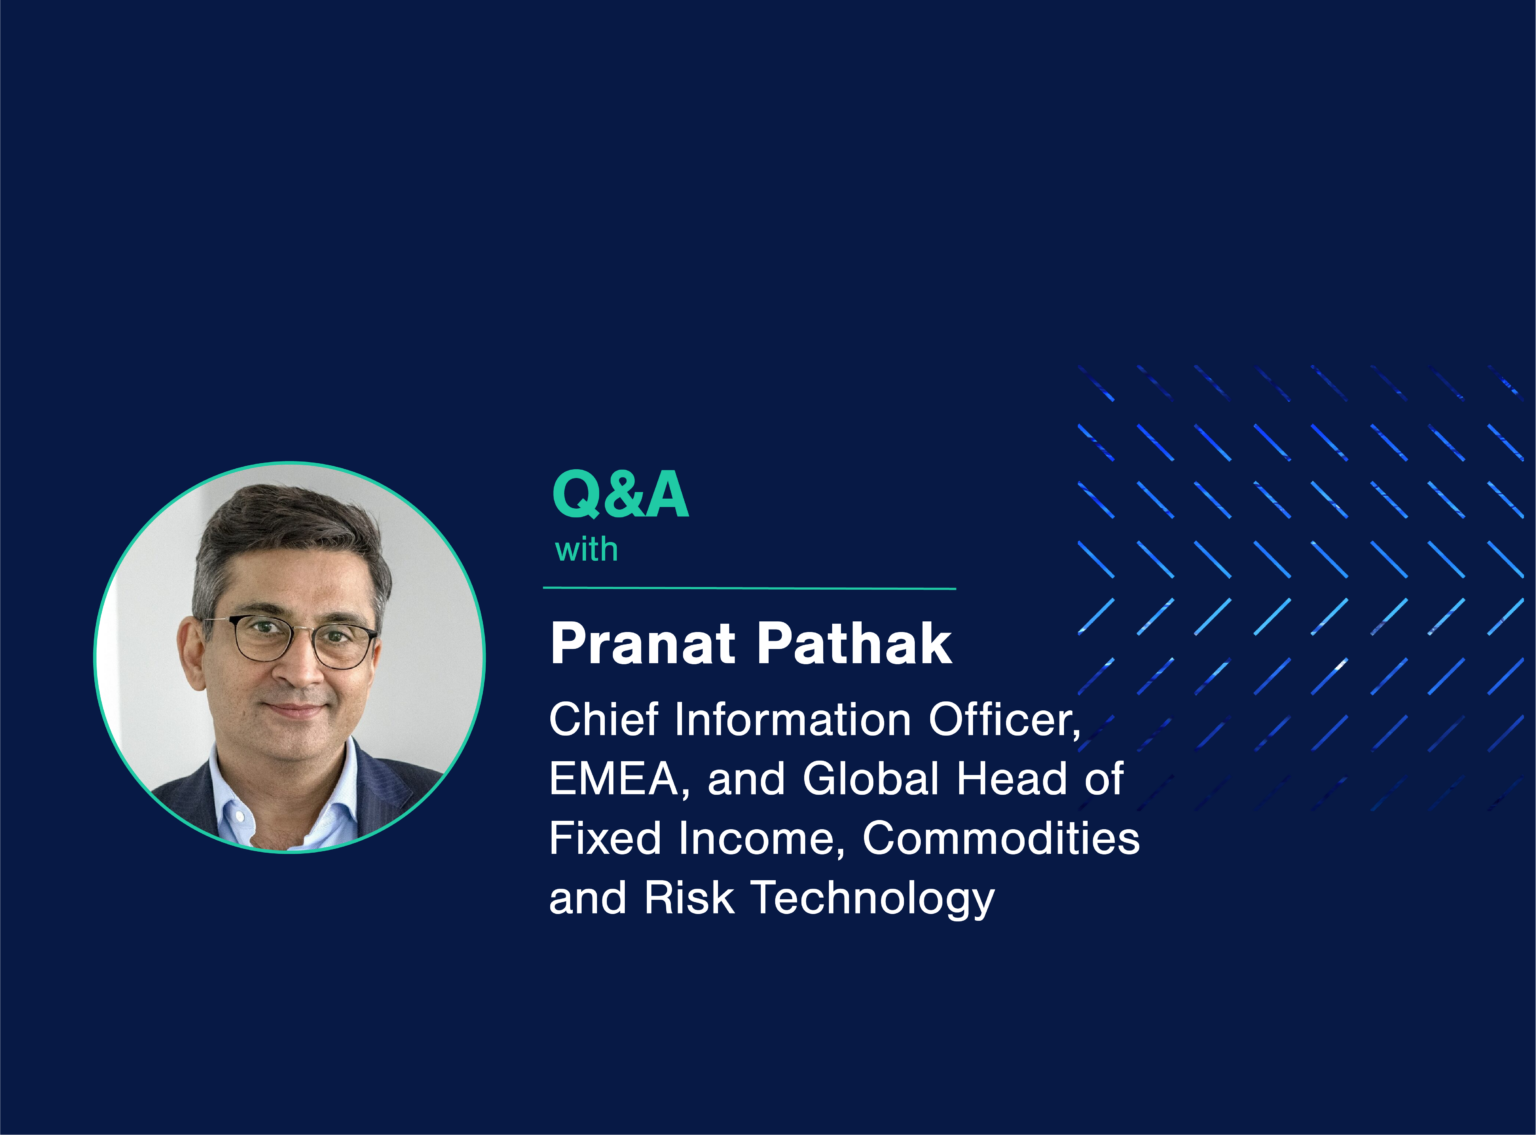 Q&A
with
Pranat Pathak
Chief Information Officer,
EMEA, and Global Head of
Fixed Income, Commodities
and Risk Technology